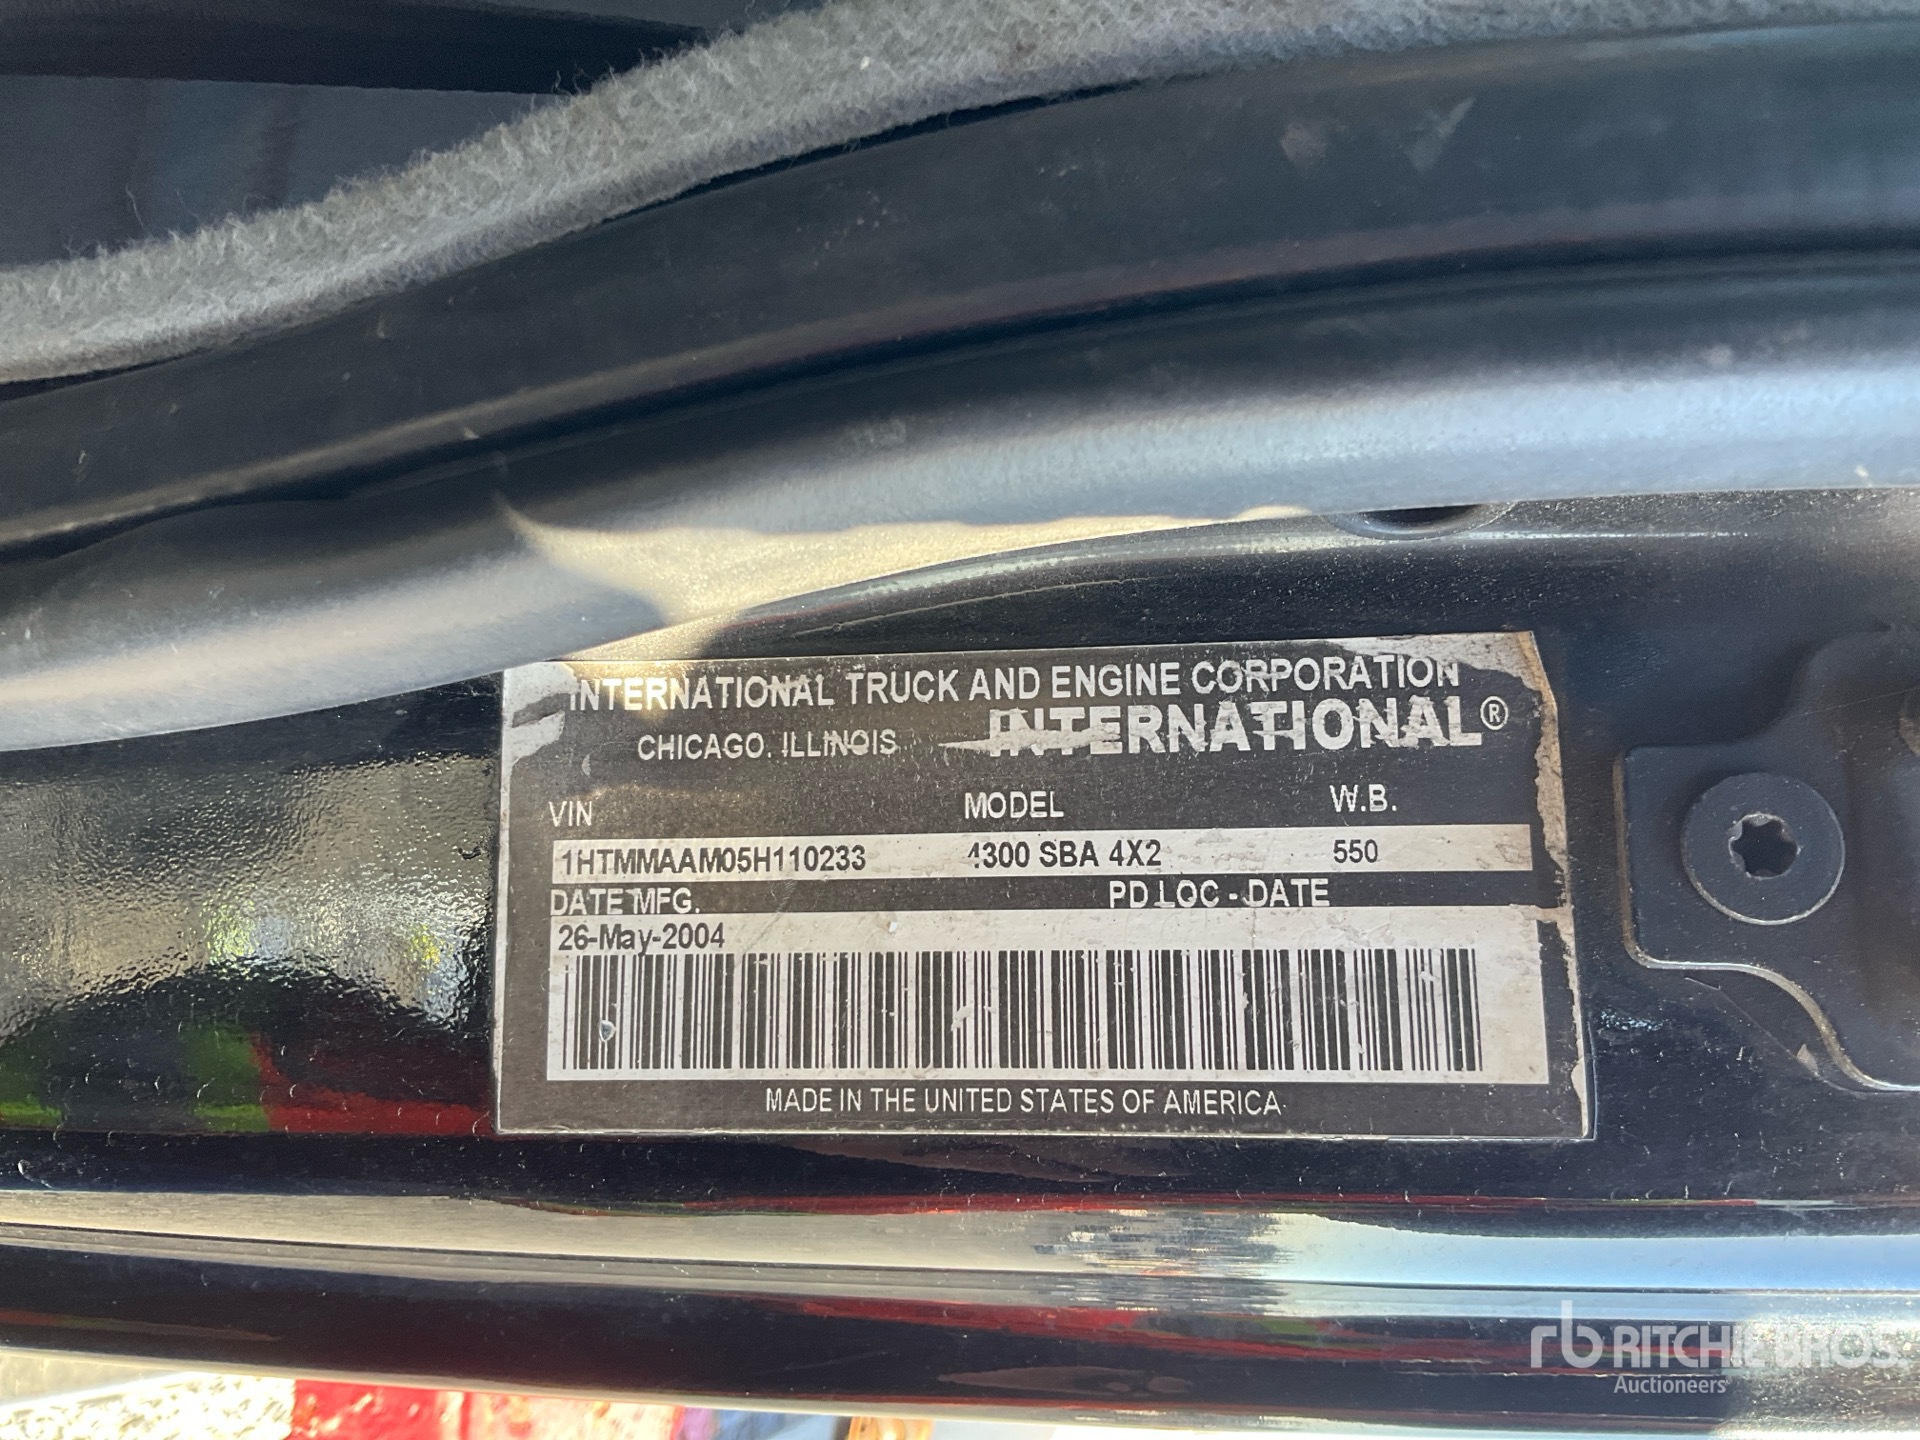 INTERNATIONAL TRUCK AND ENGINE CORPORATION
CHICAGO, ILLINOIS INTERNATIONAL®
VIN MODEL W.B.
1HTMMAAM05H110233 4300 SBA 4X2 550
DATE MFG. PD LOC - DATE
26-May-2004
MADE IN THE UNITED STATES OF AMERICA
rb RITCHIE BROS.
Auctioneers